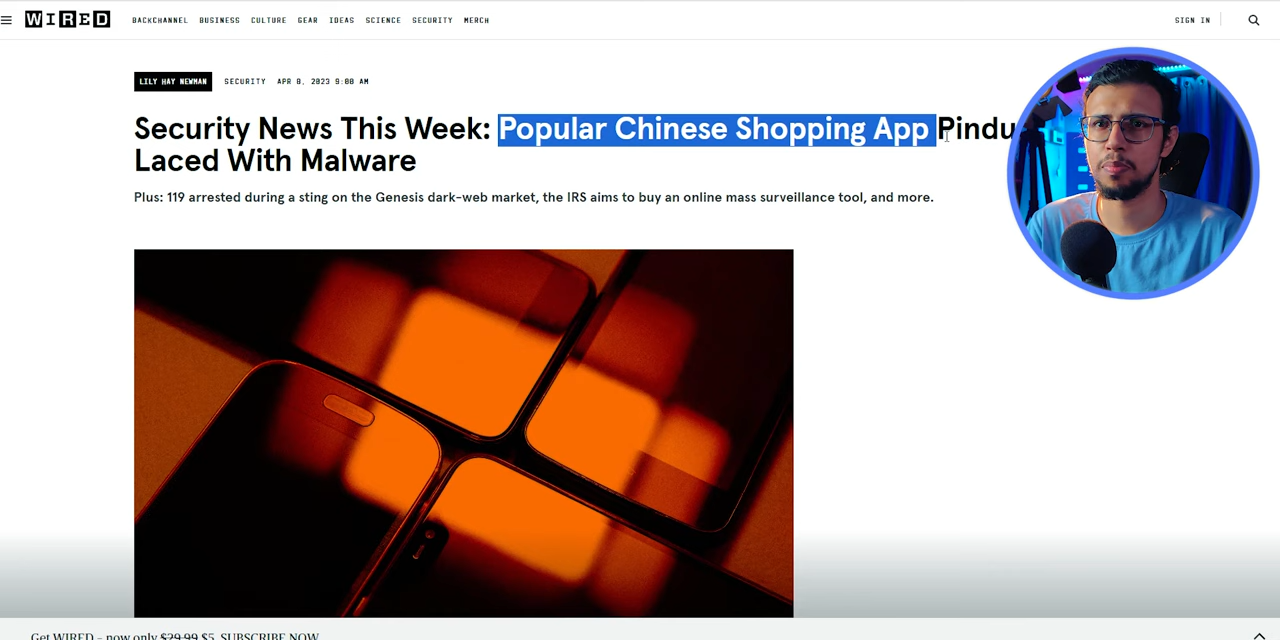 WIRED
BACKCHANNEL BUSINESS CULTURE GEAR IDEAS SCIENCE SECURITY MERCH
SIGN IN
LILY HAY NEWMAN SECURITY APR 8, 2023 9:00 AM
Security News This Week: Popular Chinese Shopping App Pindu
Laced With Malware
Plus: 119 arrested during a sting on the Genesis dark-web market, the IRS aims to buy an online mass surveillance tool, and more.
Get WIRED – now only $29.99 $5. SUBSCRIBE NOW